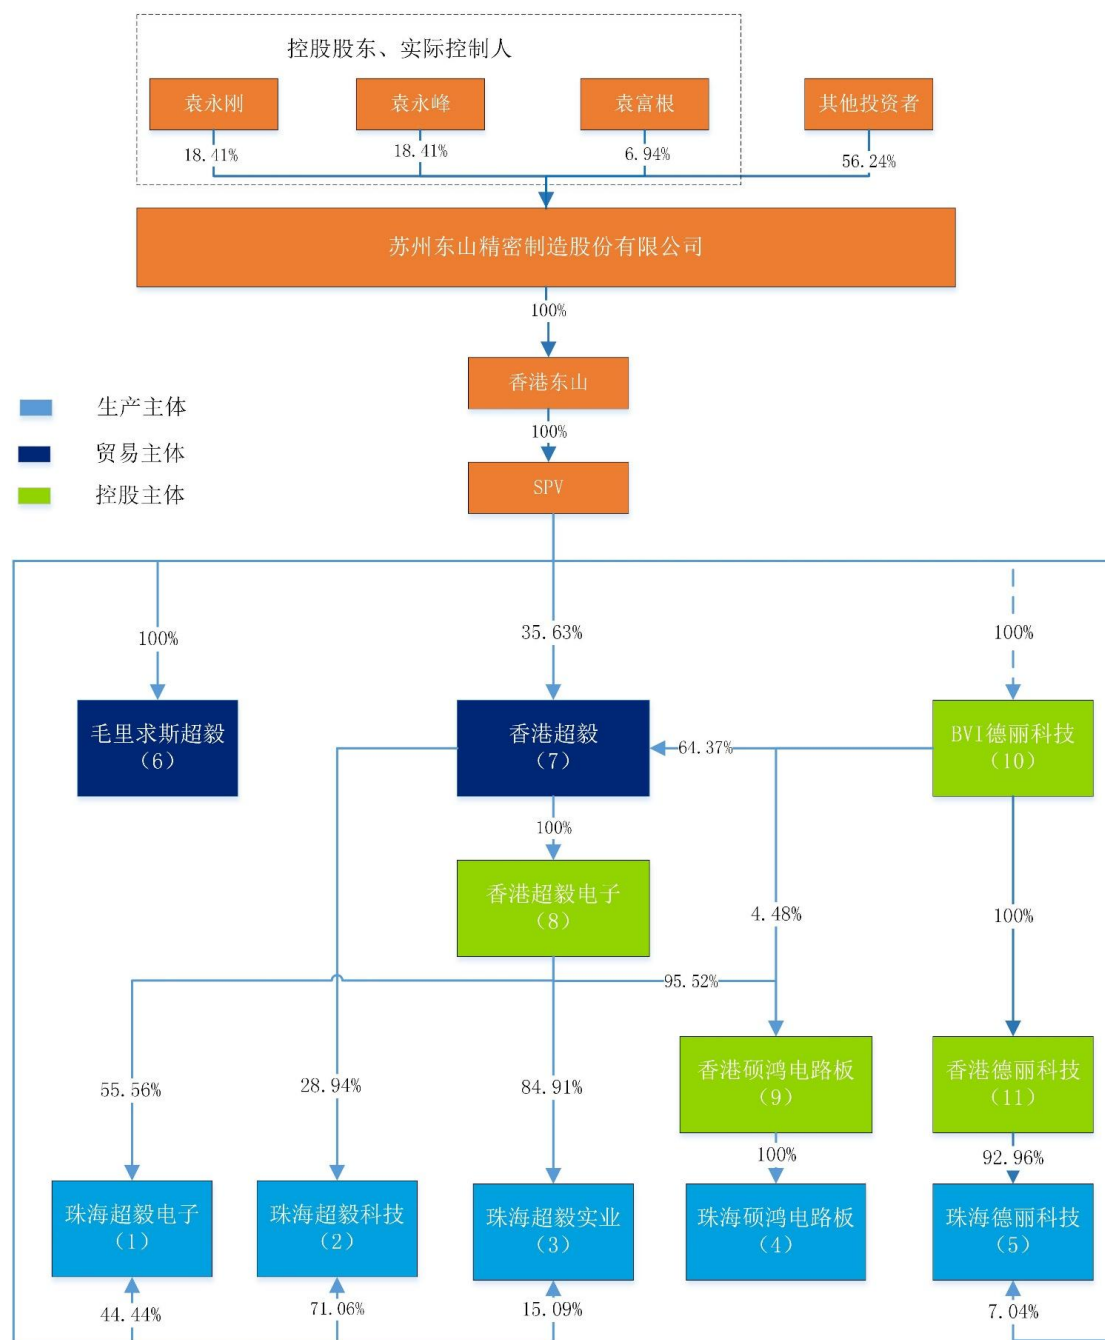 控股股东、实际控制人
袁永刚
袁永峰
袁富根
其他投资者
18.41%
18.41%
6.94%
56.24%
苏州东山精密制造股份有限公司
100%
香港东山
100%
SPV
生产主体
贸易主体
控股主体
100%
35.63%
100%
毛里求斯超毅
（6）
香港超毅
（7）
64.37%
BVI德丽科技
（10）
100%
香港超毅电子
（8）
4.48%
100%
95.52%
55.56%
28.94%
84.91%
香港硕鸿电路板
（9）
香港德丽科技
（11）
100%
92.96%
珠海超毅电子
（1）
珠海超毅科技
（2）
珠海超毅实业
（3）
珠海硕鸿电路板
（4）
珠海德丽科技
（5）
44.44%
71.06%
15.09%
7.04%